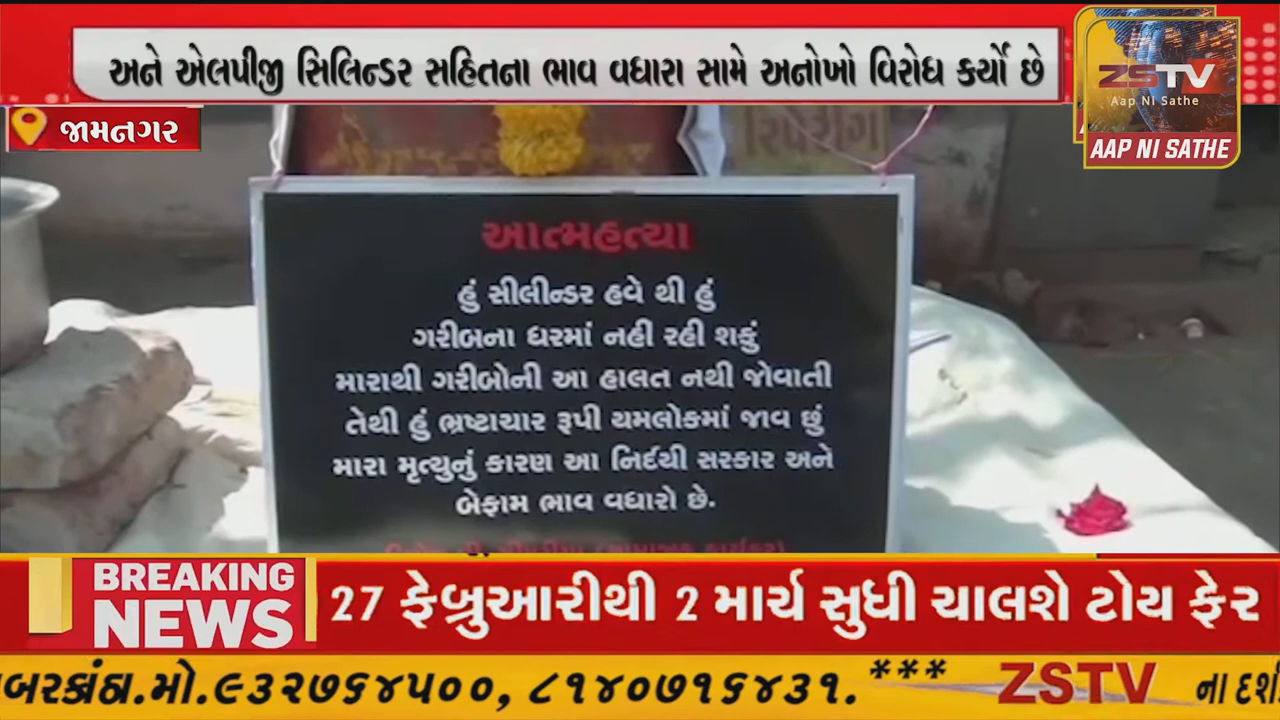 અને એલપીજી સિલિન્ડર સહિતના ભાવ વધારા સામે અનોખો વિરોધ કર્યો છે
ZSTV
Aap Ni Sathe
AAP NI SATHE
જામનગર
આત્મહત્યા
હું સીલીન્ડર હવે થી હું
ગરીબના ઘરમાં નહી રહી શકું
મારાથી ગરીબોની આ હાલત નથી જોવાતી
તેથી હું ભ્રષ્ટાચાર રૂપી યમલોકમાં જાવ છું
મારા મૃત્યુનું કારણ આ નિર્દયી સરકાર અને
બેફામ ભાવ વધારો છે.
BREAKING
NEWS
27 ફેબ્રુઆરીથી 2 માર્ચ સુધી ચાલશે ટોય ફેર
બરકાંઠા.મો.૯૩૨૭૬૪૫૦૦, ૮૧૪૦૭૧૬૪૩૧. *** ZSTV ના દર્શ